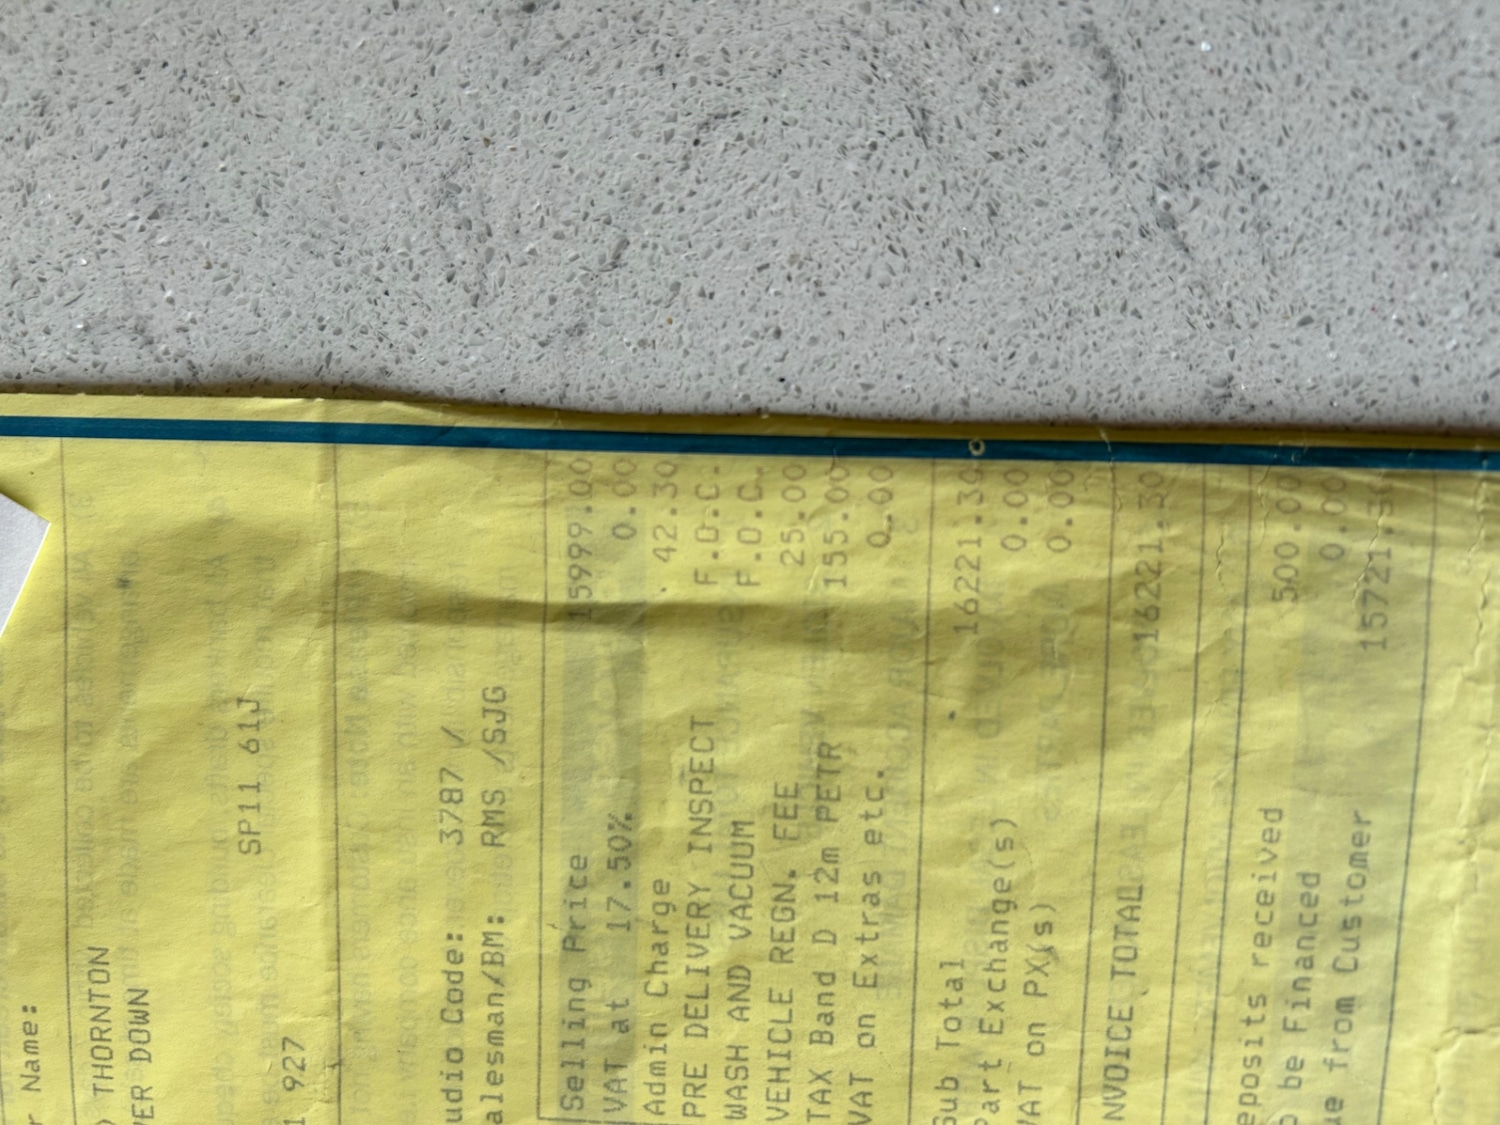 r Name:
THORNTON
VER DOWN
SP11 61J
1 927
udio Code: 3787
alesman/BM: RMS /SJG
Selling Price 15999.00
VAT at 17.50% 0.00
Admin Charge 42.30
PRE DELIVERY INSPECT F.O.C.
WASH AND VACUUM F.O.C.
VEHICLE REGN. FEE 25.00
TAX Band D 12m PETR 155.00
VAT on Extras etc. 0.00
Sub Total 16221.30
Part Exchange(s) 0.00
VAT on PX(s) 0.00
NVOICE TOTAL 16221.30
eposits received 500.00
o be Financed 0.00
ue from Customer 15721.30